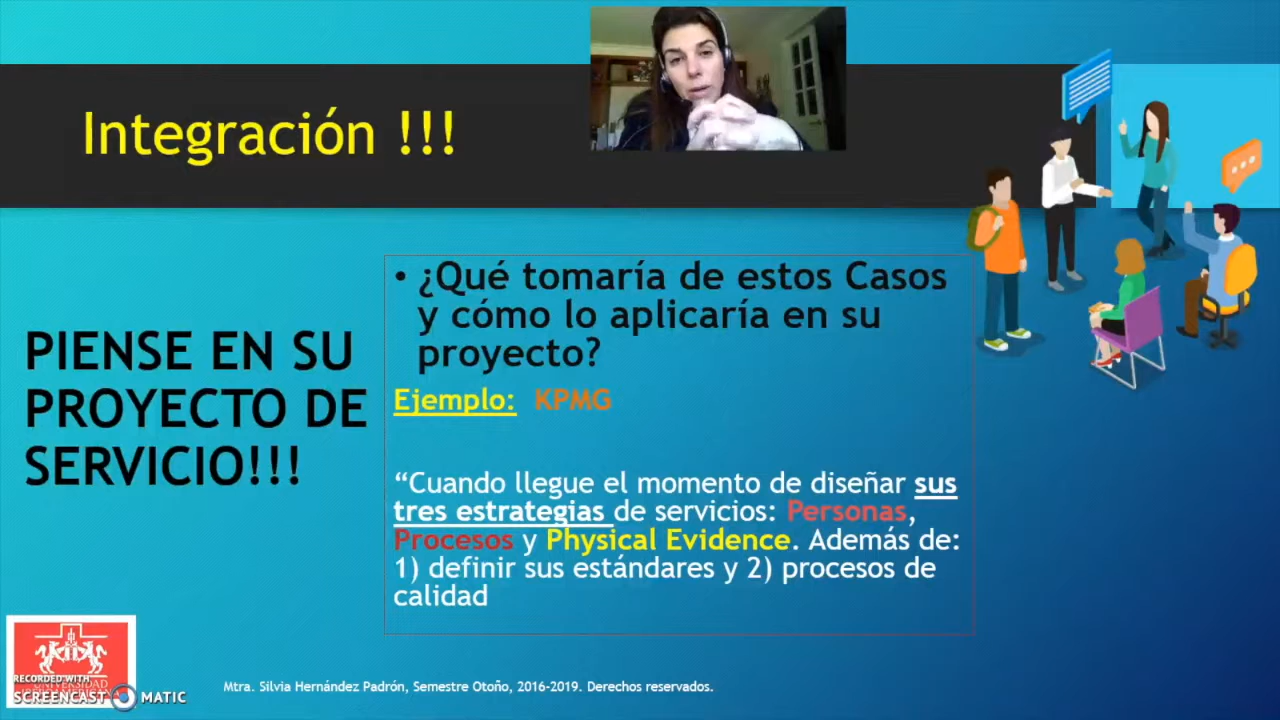 Integración !!!
PIENSE EN SU
PROYECTO DE
SERVICIO!!!
• ¿Qué tomaría de estos Casos
y cómo lo aplicaría en su
proyecto?
Ejemplo: KPMG
“Cuando llegue el momento de diseñar sus
tres estrategias de servicios: Personas,
Procesos y Physical Evidence. Además de:
1) definir sus estándares y 2) procesos de
calidad
RECORDED WITH
SCREENCAST MATIC
UNIVERSIDAD
Mtra. Silvia Hernández Padrón, Semestre Otoño, 2016-2019. Derechos reservados.